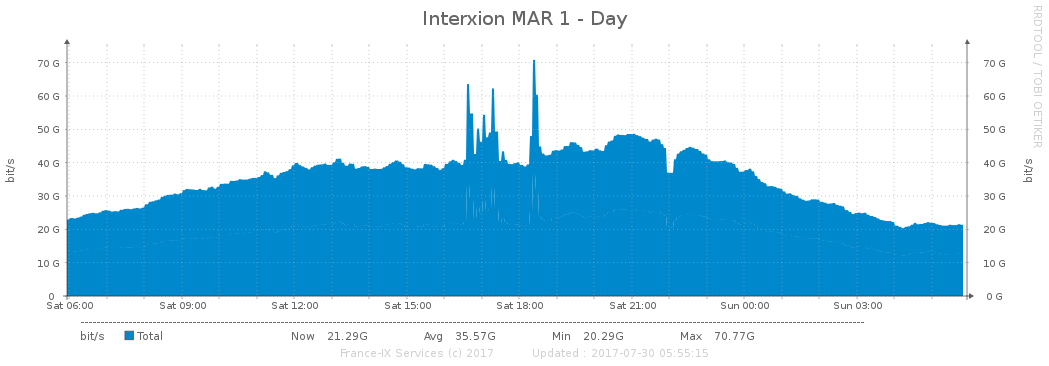 Interxion MAR 1 - Day
RRDTOOL / TOBI OETIKER
bit/s
70 G 70 G
60 G 60 G
50 G 50 G
40 G 40 G
30 G 30 G
20 G 20 G
10 G 10 G
0 0 G
bit/s
Sat 06:00 Sat 09:00 Sat 12:00 Sat 15:00 Sat 18:00 Sat 21:00 Sun 00:00 Sun 03:00
bit/s Total Now 21.29G Avg 35.57G Min 20.29G Max 70.77G
France-IX Services (c) 2017 Updated : 2017-07-30 05:55:15